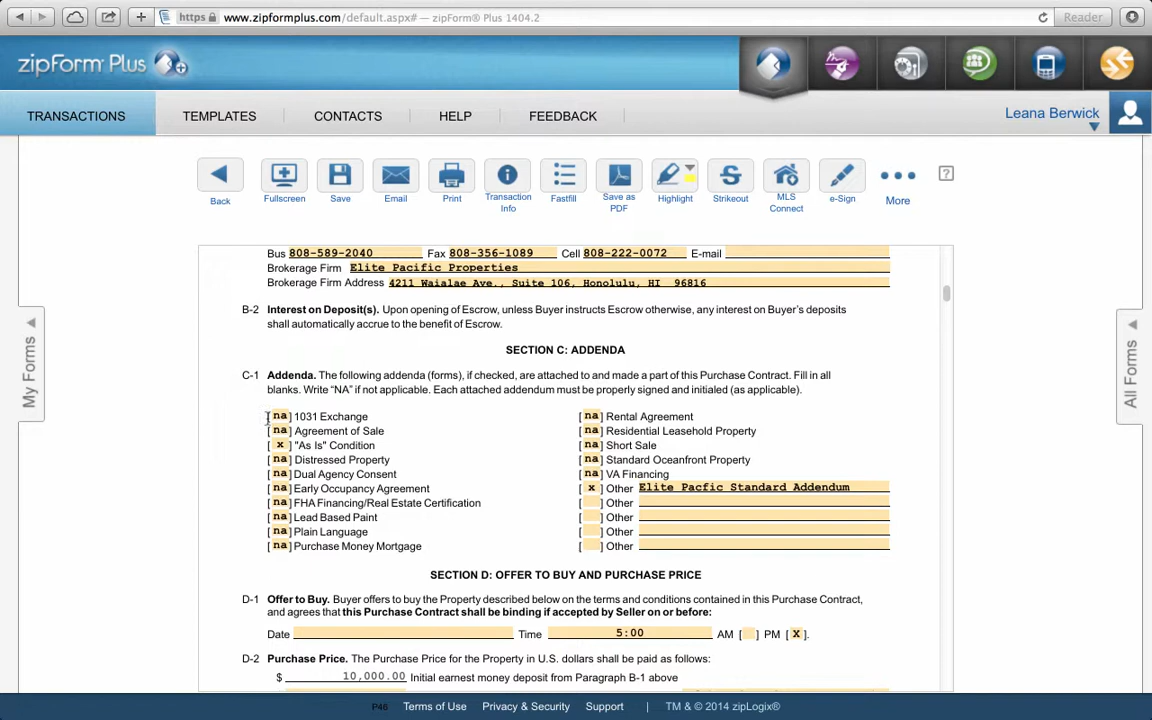 https www.zipformplus.com/default.aspx# — zipForm® Plus 1404.2 Reader
zipForm Plus
TRANSACTIONS TEMPLATES CONTACTS HELP FEEDBACK Leana Berwick
Back Fullscreen Save Email Print Transaction Info Fastfill Save as PDF Highlight Strikeout MLS Connect e-Sign More ?
My Forms
All Forms
Bus 808-589-2040 Fax 808-356-1089 Cell 808-222-0072 E-mail
Brokerage Firm Elite Pacific Properties
Brokerage Firm Address 4211 Waialae Ave., Suite 106, Honolulu, HI 96816
B-2 Interest on Deposit(s). Upon opening of Escrow, unless Buyer instructs Escrow otherwise, any interest on Buyer's deposits
shall automatically accrue to the benefit of Escrow.
SECTION C: ADDENDA
C-1 Addenda. The following addenda (forms), if checked, are attached to and made a part of this Purchase Contract. Fill in all
blanks. Write “NA” if not applicable. Each attached addendum must be properly signed and initialed (as applicable).
[ na ] 1031 Exchange [ na ] Rental Agreement
[ na ] Agreement of Sale [ na ] Residential Leasehold Property
[ x ] "As Is" Condition [ na ] Short Sale
[ na ] Distressed Property [ na ] Standard Oceanfront Property
[ na ] Dual Agency Consent [ na ] VA Financing
[ na ] Early Occupancy Agreement [ x ] Other Elite Pacfic Standard Addendum
[ na ] FHA Financing/Real Estate Certification [ ] Other
[ na ] Lead Based Paint [ ] Other
[ na ] Plain Language [ ] Other
[ na ] Purchase Money Mortgage [ ] Other
SECTION D: OFFER TO BUY AND PURCHASE PRICE
D-1 Offer to Buy. Buyer offers to buy the Property described below on the terms and conditions contained in this Purchase Contract,
and agrees that this Purchase Contract shall be binding if accepted by Seller on or before:
Date Time 5:00 AM [ ] PM [ X ].
D-2 Purchase Price. The Purchase Price for the Property in U.S. dollars shall be paid as follows:
$ 10,000.00 Initial earnest money deposit from Paragraph B-1 above
P46 Terms of Use Privacy & Security Support | TM & © 2014 zipLogix®